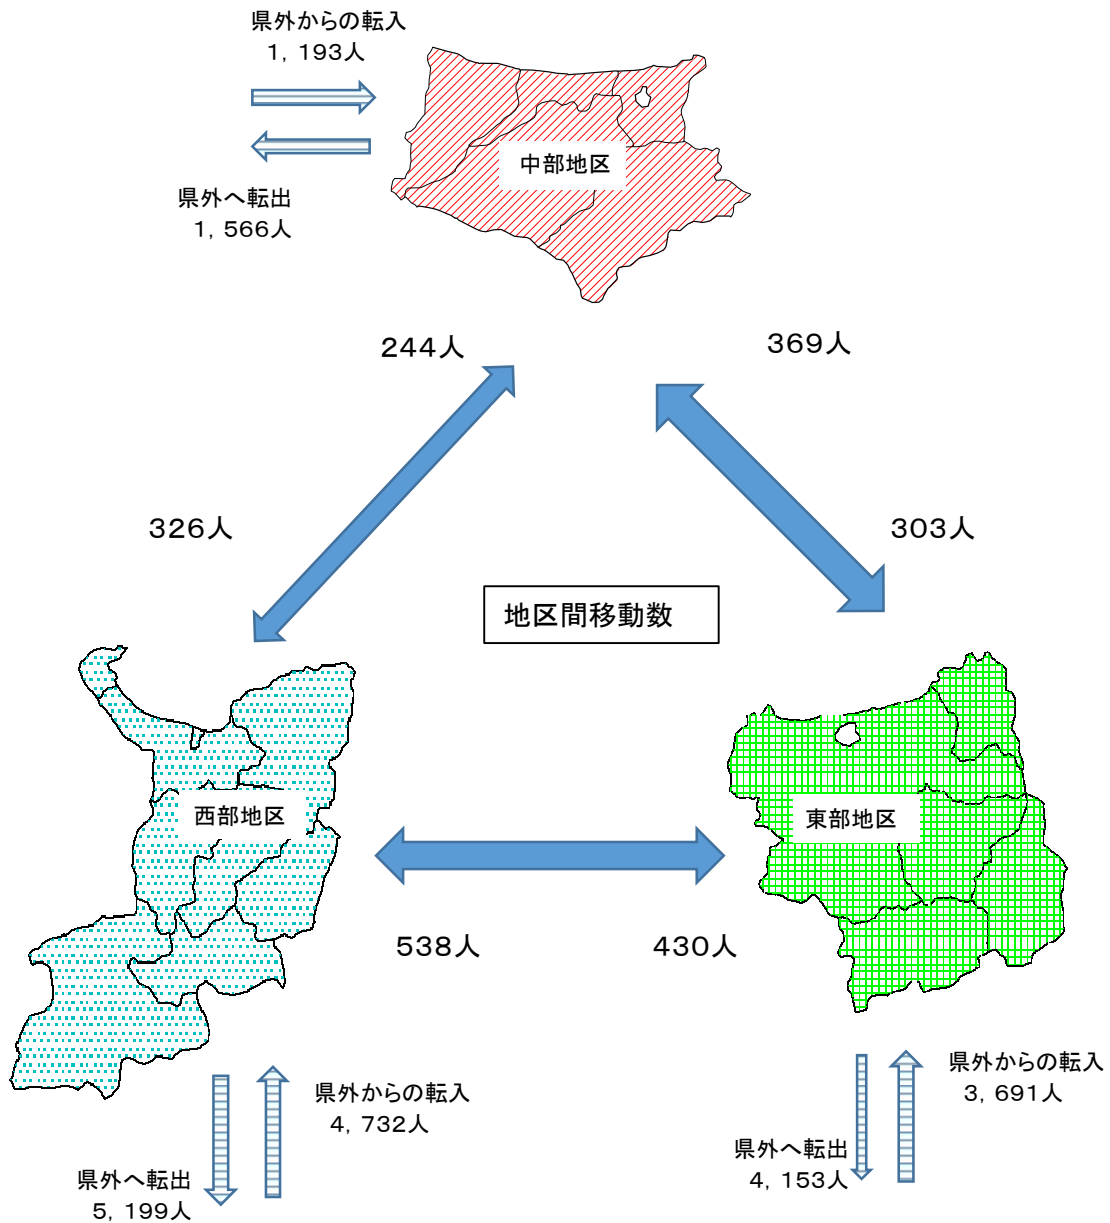 県外からの転入
1, 193人
中部地区
県外へ転出
1, 566人
244人
369人
326人
303人
地区間移動数
西部地区
東部地区
538人
430人
県外からの転入
4, 732人
県外へ転出
5, 199人
県外からの転入
3, 691人
県外へ転出
4, 153人